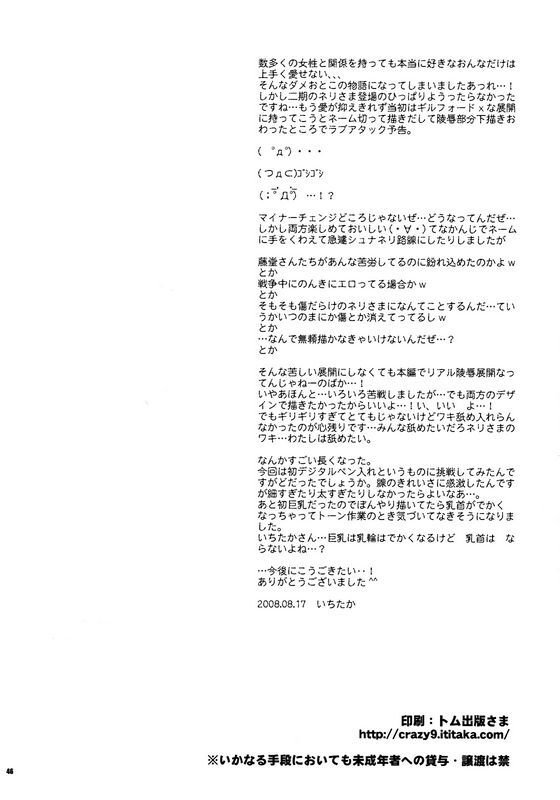 数多くの女性と関係を持っても本当に好きなおんなだけは
上手く愛せない、、、
そんなダメおとこの物語になってしまいましたあっれ…！
しかし二期のネリさま登場のひっぱりようったらなかった
ですね…もう愛が抑えきれず当初はギルフォード×な展開
に持ってこうとネーム切って描きだして陵辱部分下描きお
わったところでラブアタック予告。
( ﾟдﾟ)・・・
(つд⊂)ｺﾞｼｺﾞｼ
(;ﾟДﾟ) …！？
マイナーチェンジどころじゃないぜ…どうなってんだぜ…
しかし両方楽しめておいしい(・∀・)てなかんじでネーム
に手をくわえて急遽シュナネリ路線にしたりしましたが
藤堂さんたちがあんな苦労してるのに紛れ込めたのかよｗ
とか
戦争中にのんきにエロってる場合かｗ
とか
そもそも傷だらけのネリさまになんてことするんだ…てい
うかいつのまにか傷とか消えてってるしｗ
とか
…なんで無頼描かなきゃいけないんだぜ…？
とか
そんな苦しい展開にしなくても本編でリアル陵辱展開なっ
てんじゃねーのばか…！
いやあほんと…いろいろ苦戦しましたが…でも両方のデザ
インで描きたかったからいいよ…！い、いい　よ…！
でもギリギリすぎてとてもじゃないけどワキ舐め入れらん
なかったのが心残りです…みんな舐めたいだろネリさまの
ワキ…わたしは舐めたい。
なんかすごい長くなった。
今回は初デジタルペン入れというものに挑戦してみたんで
すがどだったでしょうか。線のきれいさに感激したんです
が細すぎたり太すぎたりしなかったらよいなあ…。
あと初巨乳だったのでぼんやり描いてたら乳首がでかく
なっちゃってトーン作業のとき気づいてなきそうになりま
した。
いちたかさん…巨乳は乳輪はでかくなるけど　乳首は　な
らないよね…？
…今後にこうごきたい‥！
ありがとうございました^^
2008.08.17　いちたか
印刷：トム出版さま
http://crazy9.ititaka.com/
※いかなる手段においても未成年者への貸与・譲渡は禁
46